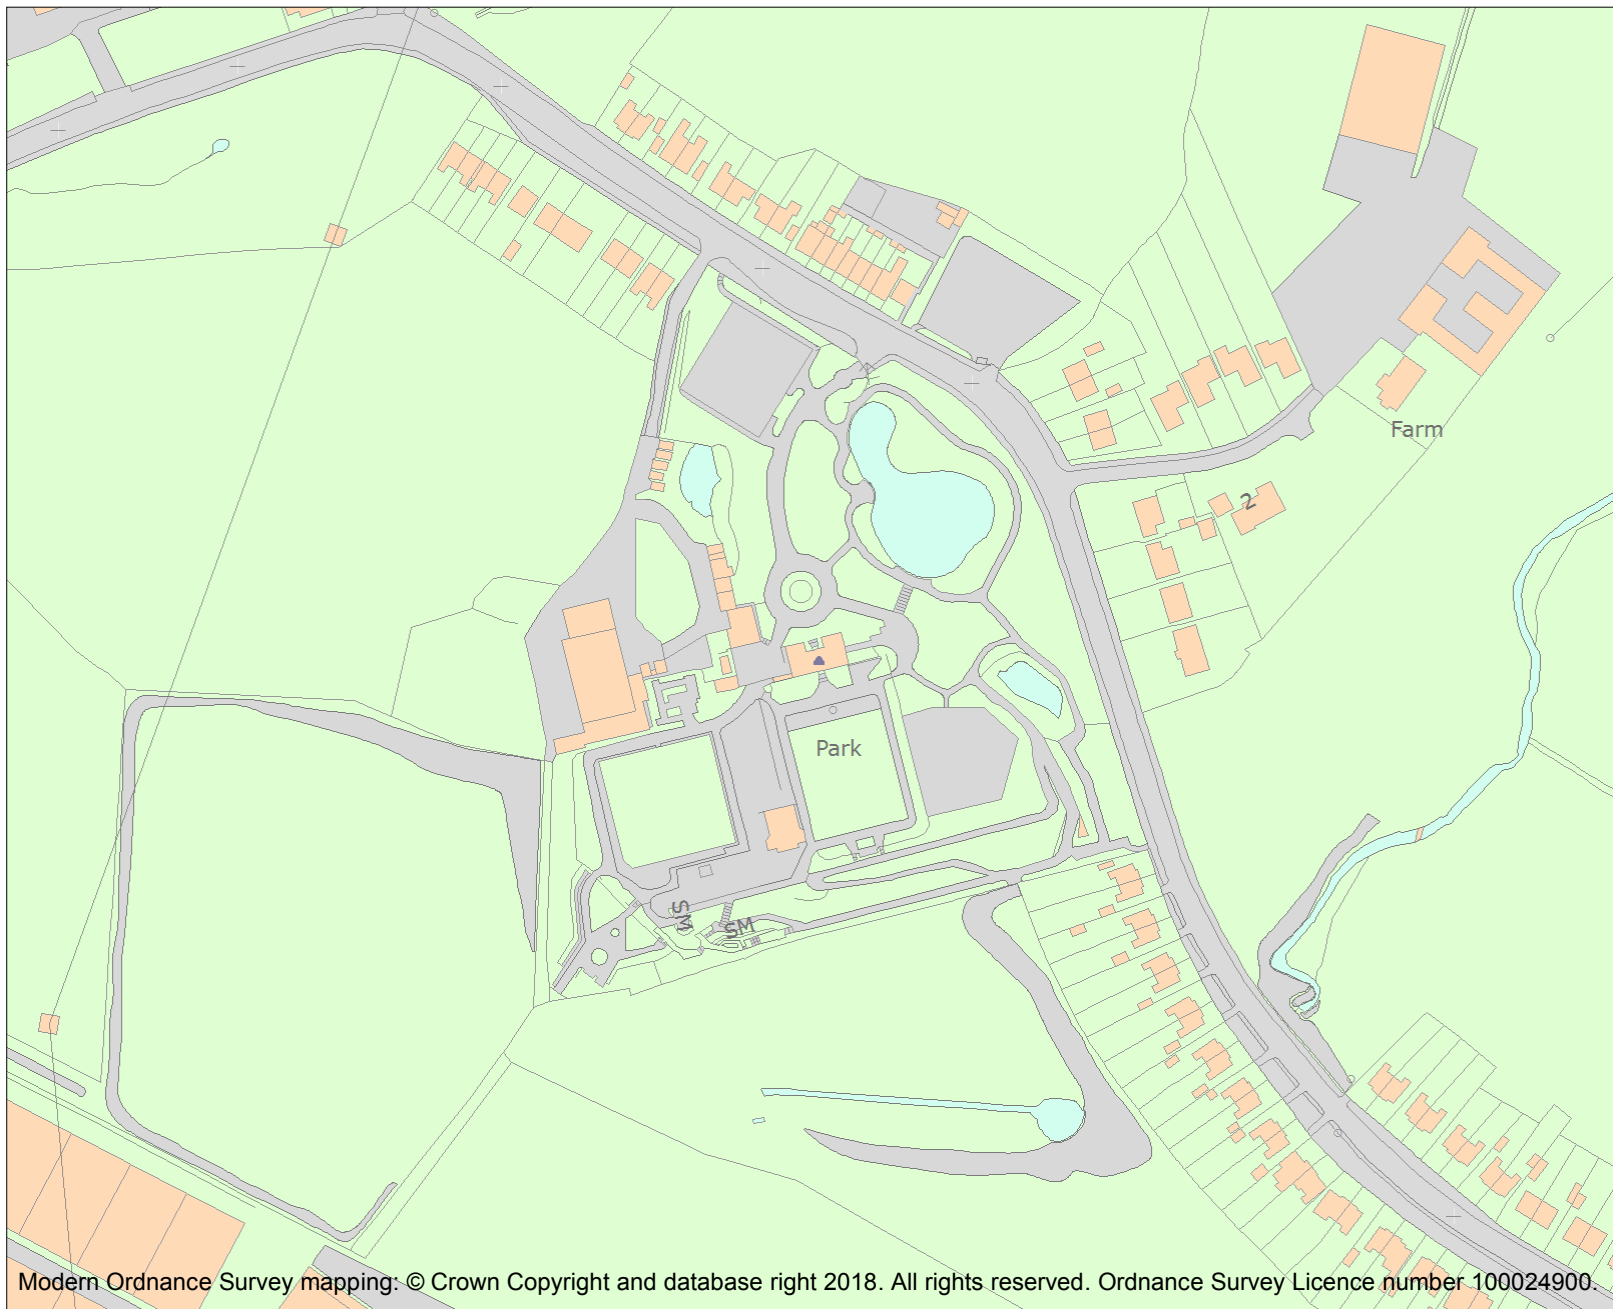 Farm
2
Park
SM
SM
Modern Ordnance Survey mapping: © Crown Copyright and database right 2018. All rights reserved. Ordnance Survey Licence number 100024900.